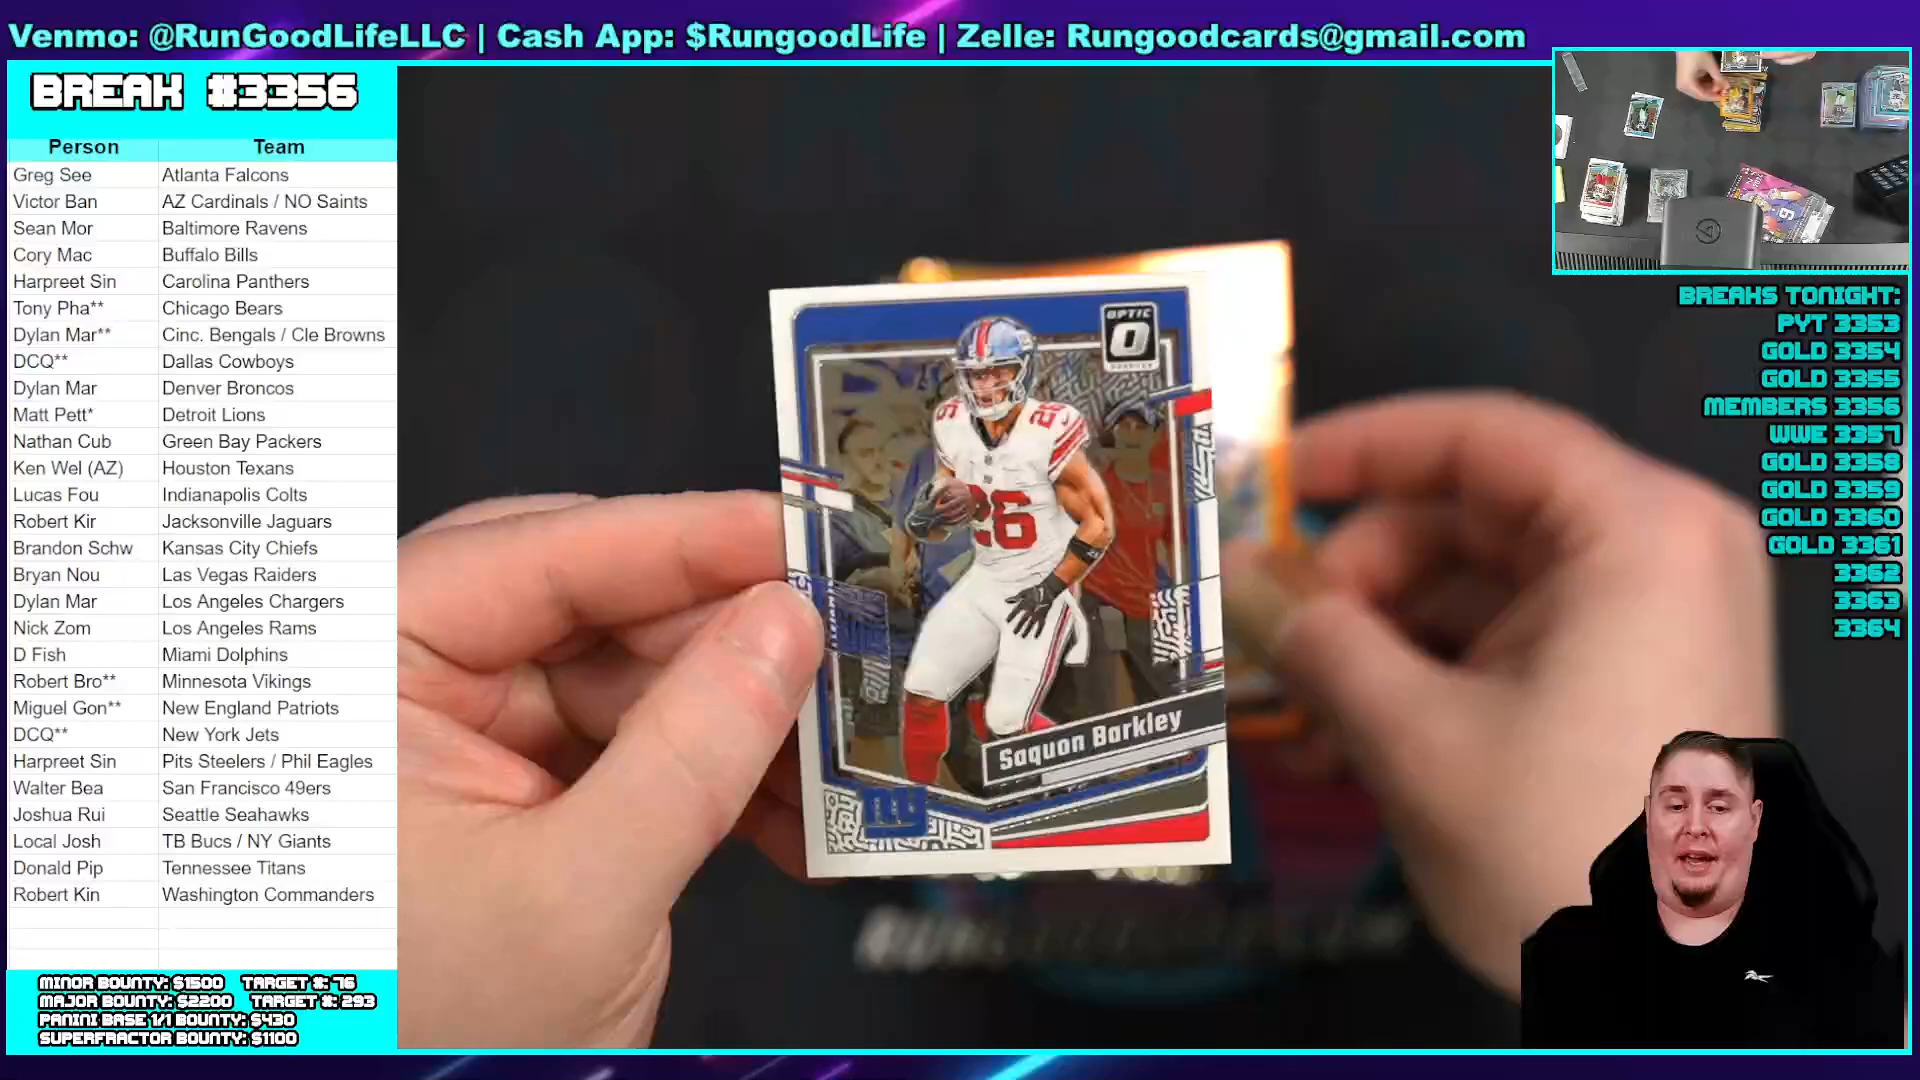 Venmo: @RunGoodLifeLLC | Cash App: $RungoodLife | Zelle: Rungoodcards@gmail.com
BREAK #3356
Person Team
Greg See Atlanta Falcons
Victor Ban AZ Cardinals / NO Saints
Sean Mor Baltimore Ravens
Cory Mac Buffalo Bills
Harpreet Sin Carolina Panthers
Tony Pha** Chicago Bears
Dylan Mar** Cinc. Bengals / Cle Browns
DCQ** Dallas Cowboys
Dylan Mar Denver Broncos
Matt Pett* Detroit Lions
Nathan Cub Green Bay Packers
Ken Wel (AZ) Houston Texans
Lucas Fou Indianapolis Colts
Robert Kir Jacksonville Jaguars
Brandon Schw Kansas City Chiefs
Bryan Nou Las Vegas Raiders
Dylan Mar Los Angeles Chargers
Nick Zom Los Angeles Rams
D Fish Miami Dolphins
Robert Bro** Minnesota Vikings
Miguel Gon** New England Patriots
DCQ** New York Jets
Harpreet Sin Pits Steelers / Phil Eagles
Walter Bea San Francisco 49ers
Joshua Rui Seattle Seahawks
Local Josh TB Bucs / NY Giants
Donald Pip Tennessee Titans
Robert Kin Washington Commanders
MINOR BOUNTY: $1500 TARGET #: 76
MAJOR BOUNTY: $2200 TARGET #: 293
PANINI BASE 1/1 BOUNTY: $430
SUPERFRACTOR BOUNTY: $1100
OPTIC
O
26
26
26
Saquon Barkley
ny
BREAKS TONIGHT:
PYT 3353
GOLD 3354
GOLD 3355
MEMBERS 3356
WWE 3357
GOLD 3358
GOLD 3359
GOLD 3360
GOLD 3361
3362
3363
3364